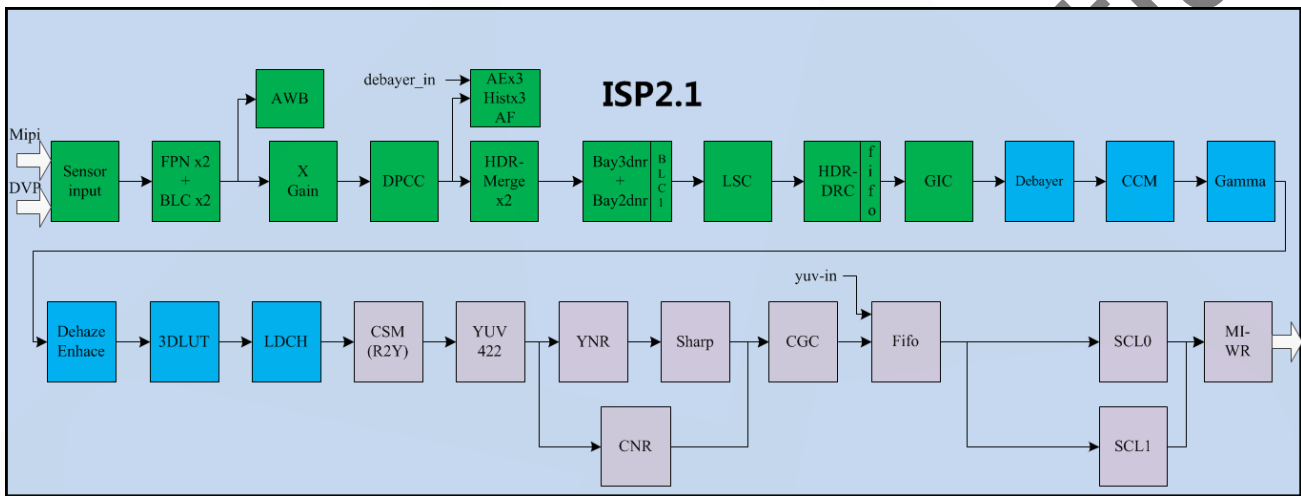 ISP2.1
debayer_in
AWB
AEx3
Histx3
AF
Mipi
DVP
Sensor
input
FPN x2
+
BLC x2
X
Gain
DPCC
HDR-
Merge
x2
Bay3dnr
+
Bay2dnr
B
L
C
1
LSC
HDR-
DRC
f
i
f
o
GIC
Debayer
CCM
Gamma
yuv-in
Dehaze
Enhace
3DLUT
LDCH
CSM
(R2Y)
YUV
422
YNR
Sharp
CGC
Fifo
SCL0
MI-
WR
CNR
SCL1